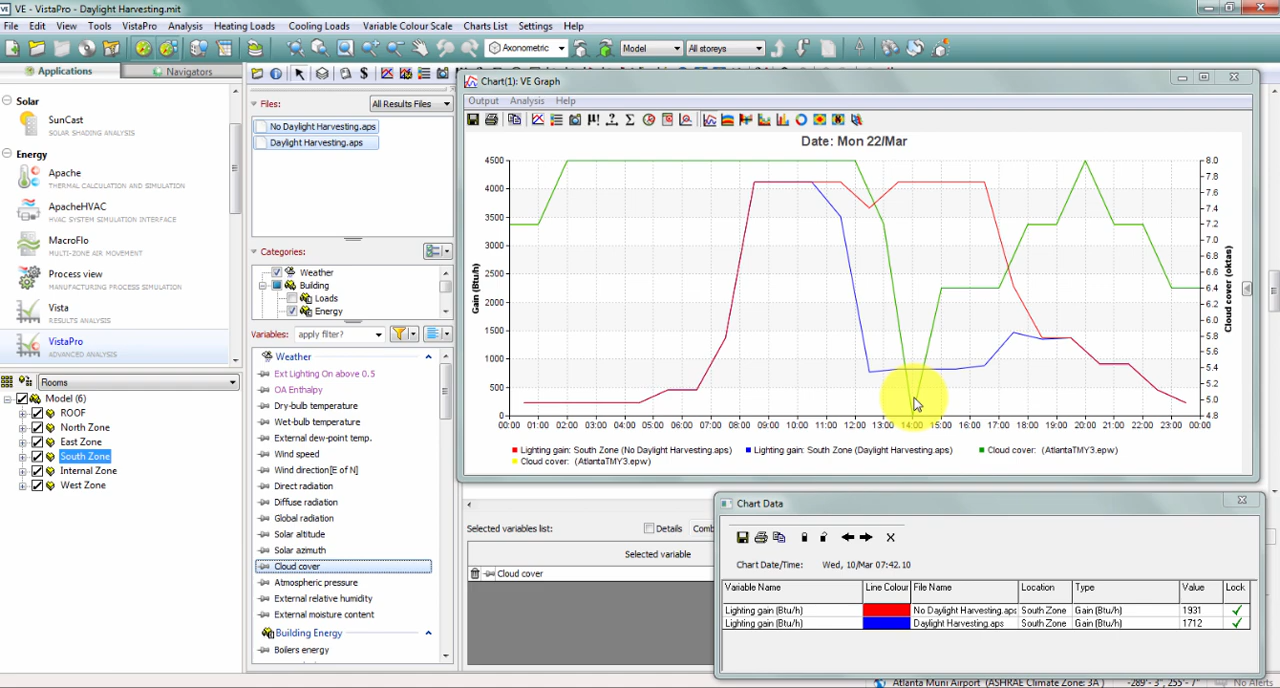 VE - VistaPro - Daylight Harvesting.mit
File Edit View Tools VistaPro Analysis Heating Loads Cooling Loads Variable Colour Scale Charts List Settings Help
Axonometric Model All storeys
Applications Navigators
Solar
SunCast
SOLAR SHADING ANALYSIS
Energy
Apache
THERMAL CALCULATION AND SIMULATION
ApacheHVAC
HVAC SYSTEM SIMULATION INTERFACE
MacroFlo
MULTI-ZONE AIR MOVEMENT
Process view
MANUFACTURING PROCESS SIMULATION
Vista
RESULTS ANALYSIS
VistaPro
ADVANCED ANALYSIS
Rooms
Model (6)
ROOF
North Zone
East Zone
South Zone
Internal Zone
West Zone
Files: All Results Files
No Daylight Harvesting.aps
Daylight Harvesting.aps
Categories:
Weather
Building
Loads
Energy
Variables: apply filter?
Weather
Ext Lighting On above 0.5
OA Enthalpy
Dry-bulb temperature
Wet-bulb temperature
External dew-point temp.
Wind speed
Wind direction[E of N]
Direct radiation
Diffuse radiation
Global radiation
Solar altitude
Solar azimuth
Cloud cover
Atmospheric pressure
External relative humidity
External moisture content
Building Energy
Boilers energy
Chart(1): VE Graph
Output Analysis Help
Date: Mon 22/Mar
4500
4000
3500
3000
2500
2000
1500
1000
500
0
Gain (Btu/h)
8.0
7.8
7.6
7.4
7.2
7.0
6.8
6.6
6.4
6.2
6.0
5.8
5.6
5.4
5.2
5.0
4.8
Cloud cover (oktas)
00:00 01:00 02:00 03:00 04:00 05:00 06:00 07:00 08:00 09:00 10:00 11:00 12:00 13:00 14:00 15:00 16:00 17:00 18:00 19:00 20:00 21:00 22:00 23:00 00:00
Lighting gain: South Zone (No Daylight Harvesting.aps) Lighting gain: South Zone (Daylight Harvesting.aps) Cloud cover: (AtlantaTMY3.epw)
Cloud cover: (AtlantaTMY3.epw)
Selected variables list: Details
Selected variable
Cloud cover
Chart Data
Chart Date/Time: Wed, 10/Mar 07:42.10
Variable Name Line Colour File Name Location Type Value Lock
Lighting gain (Btu/h) No Daylight Harvesting.aps South Zone Gain (Btu/h) 1931
Lighting gain (Btu/h) Daylight Harvesting.aps South Zone Gain (Btu/h) 1712
Atlanta Muni Airport (ASHRAE Climate Zone: 3A) -289'- 3", 255 - 7" No Alerts